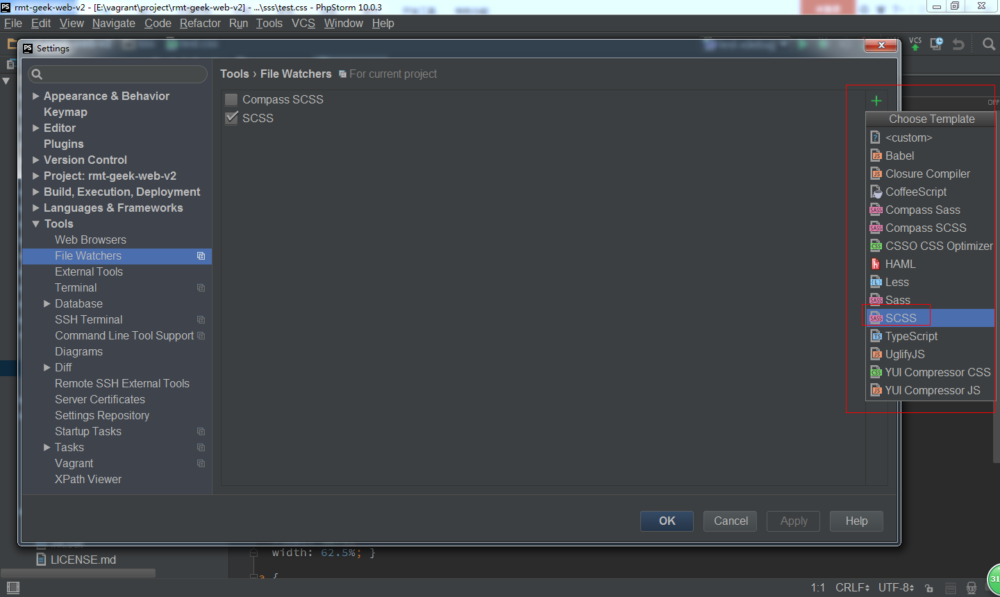 PS rmt-geek-web-v2 - [E:\vagrant\project\rmt-geek-web-v2] - ...\sss\test.css - PhpStorm 10.0.3
File Edit View Navigate Code Refactor Run Tools VCS Window Help
VCS
PS Settings
Tools › File Watchers For current project
OFF
Appearance & Behavior
Keymap
Editor
Plugins
Version Control
Project: rmt-geek-web-v2
Build, Execution, Deployment
Languages & Frameworks
Tools
Web Browsers
File Watchers
External Tools
Terminal
Database
SSH Terminal
Command Line Tool Support
Diagrams
Diff
Remote SSH External Tools
Server Certificates
Settings Repository
Startup Tasks
Tasks
Vagrant
XPath Viewer
Compass SCSS
SCSS
Choose Template
<custom>
Babel
Closure Compiler
CoffeeScript
Compass Sass
Compass SCSS
CSSO CSS Optimizer
HAML
Less
Sass
SCSS
TypeScript
UglifyJS
YUI Compressor CSS
YUI Compressor JS
OK Cancel Apply Help
LICENSE.md
width: 62.5%; }
a {
1:1 CRLF UTF-8
31